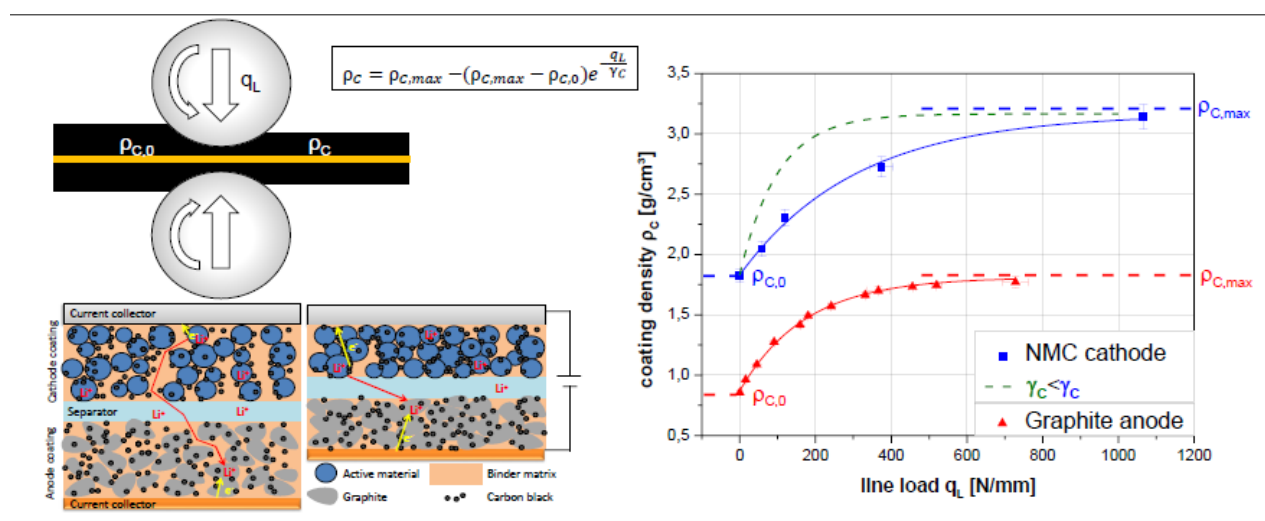 q_L
ρ_C = ρ_C,max −(ρ_C,max − ρ_C,0)e^−q_L/γ_C
ρ_C,0
ρ_C
Current collector
Cathode coating
Separator
Anode coating
Li⁺
e⁻
Li⁺
Li⁺
Li⁺
Li⁺
Li⁺
Li⁺
e⁻
Current collector
Li⁺
e⁻
Li⁺
Li⁺
Li⁺
Li⁺
e⁻
Active material
Binder matrix
Graphite
Carbon black
coating density ρ_C [g/cm³]
3,5
3,0
2,5
2,0
1,5
1,0
0,5
ρ_C,max
ρ_C,0
ρ_C,max
ρ_C,0
NMC cathode
γ_C<γ_C
Graphite anode
0
200
400
600
800
1000
1200
line load q_L [N/mm]